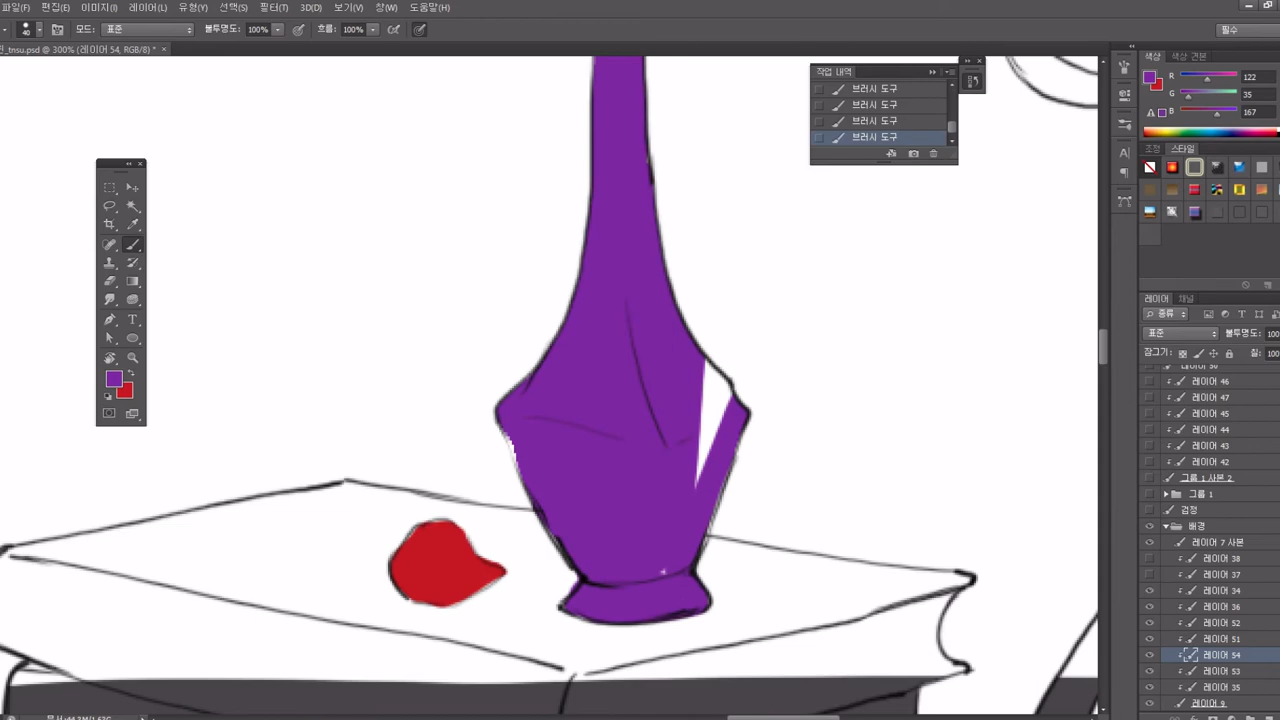 파일(F) 편집(E) 이미지(I) 레이어(L) 유형(Y) 선택(S) 필터(T) 3D(D) 보기(V) 창(W) 도움말(H)
40 모드: 표준 불투명도: 100% 흐름: 100% 필수
_tnsu.psd @ 300% (레이어 54, RGB/8) *
작업 내역
브러시 도구
브러시 도구
브러시 도구
브러시 도구
색상 색상 견본
R 122
G 35
B 167
조정 스타일
레이어 채널
종류
표준 불투명도: 100
잠그기: 칠: 100
레이어 50
레이어 46
레이어 47
레이어 45
레이어 44
레이어 43
레이어 42
그룹 1 사본 2
그룹 1
검정
배경
레이어 7 사본
레이어 38
레이어 37
레이어 34
레이어 36
레이어 52
레이어 51
레이어 54
레이어 53
레이어 35
레이어 9